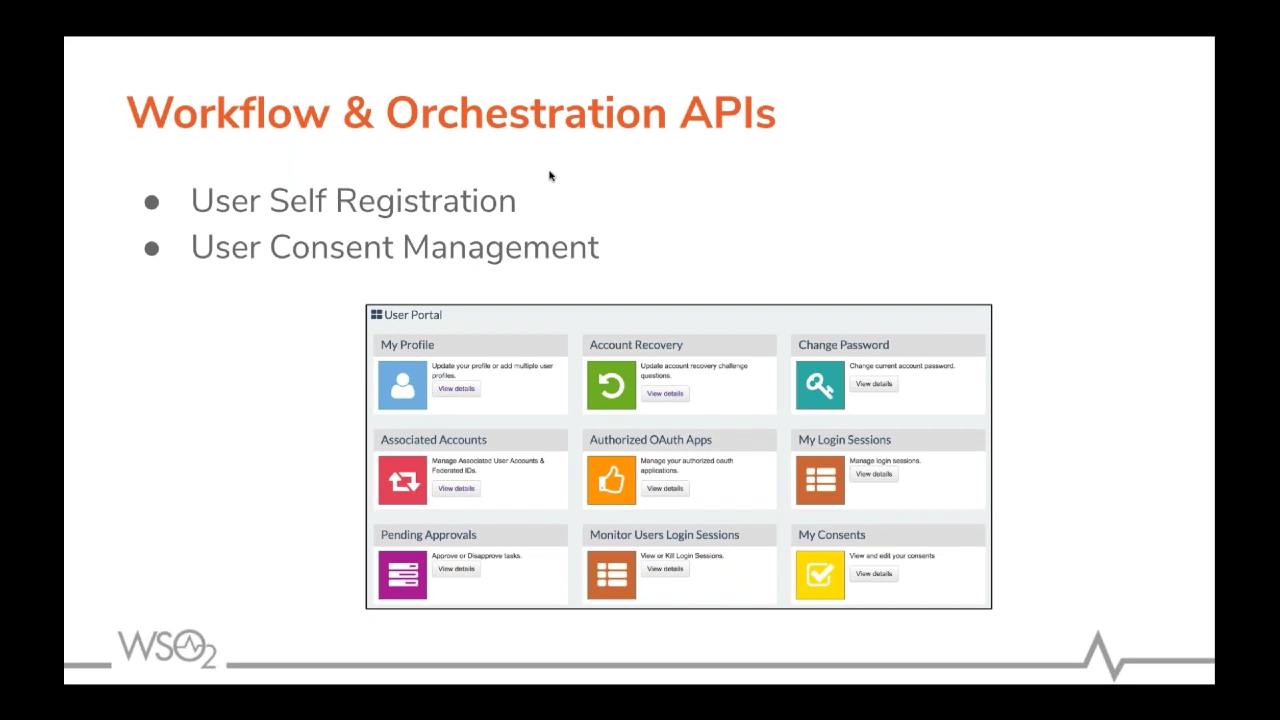 Workflow & Orchestration APIs
● User Self Registration
● User Consent Management
User Portal
My Profile
Update your profile or add multiple user
profiles.
View details
Account Recovery
Update account recovery challenge
questions.
View details
Change Password
Change current account password.
View details
Associated Accounts
Manage Associated User Accounts &
Federated IDs.
View details
Authorized OAuth Apps
Manage your authorized oauth
applications.
View details
My Login Sessions
Manage login sessions.
View details
Pending Approvals
Approve or Disapprove tasks.
View details
Monitor Users Login Sessions
View or Kill Login Sessions.
View details
My Consents
View and edit your consents
View details
WSO2